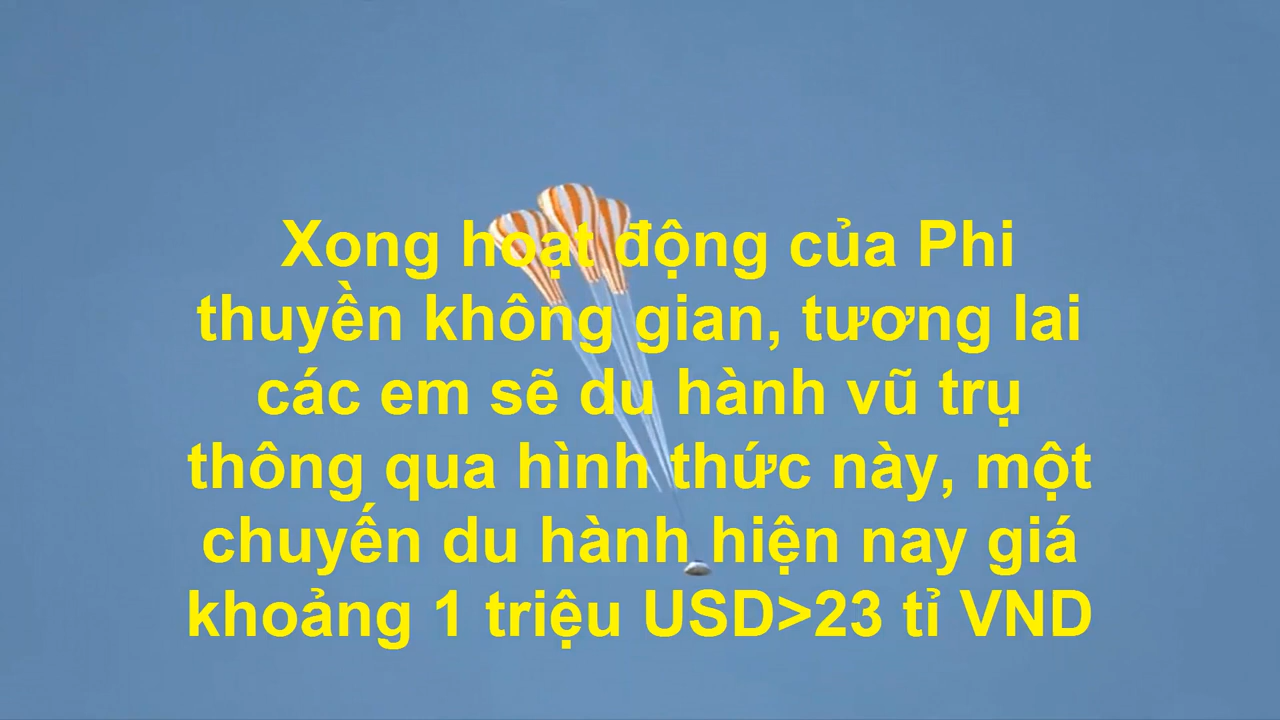 Xong hoạt động của Phi
thuyền không gian, tương lai
các em sẽ du hành vũ trụ
thông qua hình thức này, một
chuyến du hành hiện nay giá
khoảng 1 triệu USD>23 tỉ VND